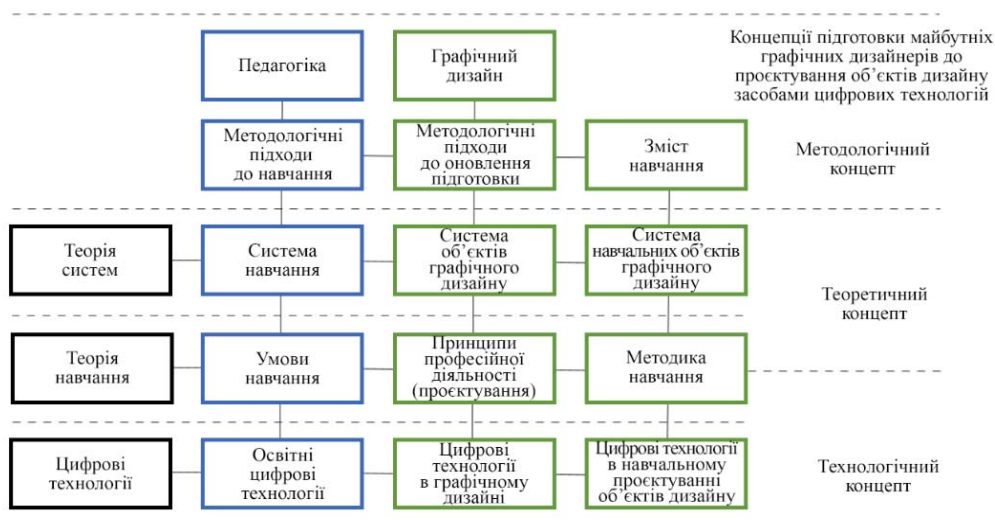 Педагогіка
Графічний
дизайн
Концепції підготовки майбутніх
графічних дизайнерів до
проєктування об’єктів дизайну
засобами цифрових технологій
Методологічні
підходи
до навчання
Методологічні
підходи
до оновлення
підготовки
Зміст
навчання
Методологічний
концепт
Теорія
систем
Система
навчання
Система
об’єктів
графічного
дизайну
Система
навчальних об’єктів
графічного
дизайну
Теоретичний
концепт
Теорія
навчання
Умови
навчання
Принципи
професійної
діяльності
(проєктування)
Методика
навчання
Цифрові
технології
Освітні
цифрові
технології
Цифрові
технології
в графічному
дизайні
Цифрові технології
в навчальному
проєктуванні
об’єктів дизайну
Технологічний
концепт